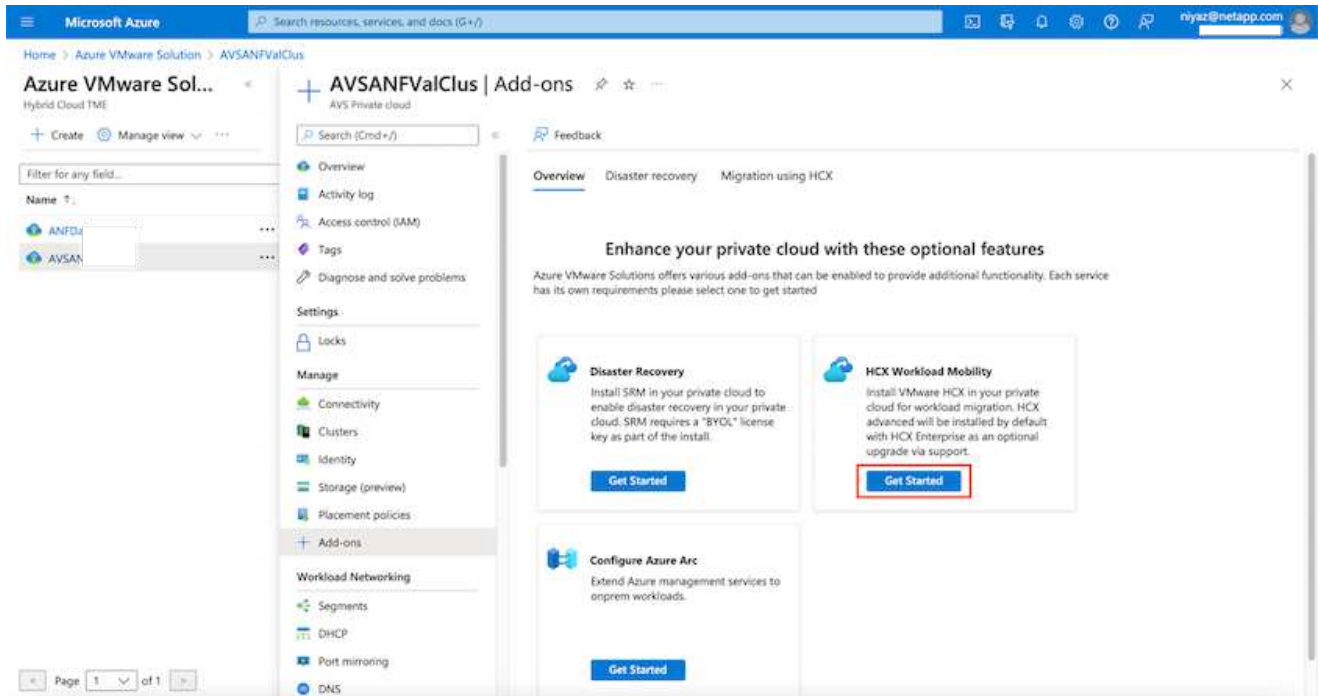 Microsoft Azure
Search resources, services, and docs (G+/)
niyaz@netapp.com
Home > Azure VMware Solution > AVSANFValClus
Azure VMware Sol...
Hybrid Cloud TME
Create
Manage view
Filter for any field...
Name
AVSAN
Page 1 of 1
AVSANFValClus | Add-ons
AVS Private cloud
Search (Cmd+/)
Overview
Activity log
Access control (IAM)
Tags
Diagnose and solve problems
Settings
Locks
Manage
Connectivity
Clusters
Identity
Storage (preview)
Placement policies
Add-ons
Workload Networking
Segments
DHCP
Port mirroring
DNS
Feedback
Overview Disaster recovery Migration using HCX
Enhance your private cloud with these optional features
Azure VMware Solutions offers various add-ons that can be enabled to provide additional functionality. Each service
has its own requirements please select one to get started
Disaster Recovery
Install SRM in your private cloud to
enable disaster recovery in your private
cloud. SRM requires a "BYOL" license
key as part of the install.
Get Started
HCX Workload Mobility
Install VMware HCX in your private
cloud for workload migration. HCX
advanced will be installed by default
with HCX Enterprise as an optional
upgrade via support.
Get Started
Configure Azure Arc
Extend Azure management services to
onprem workloads.
Get Started